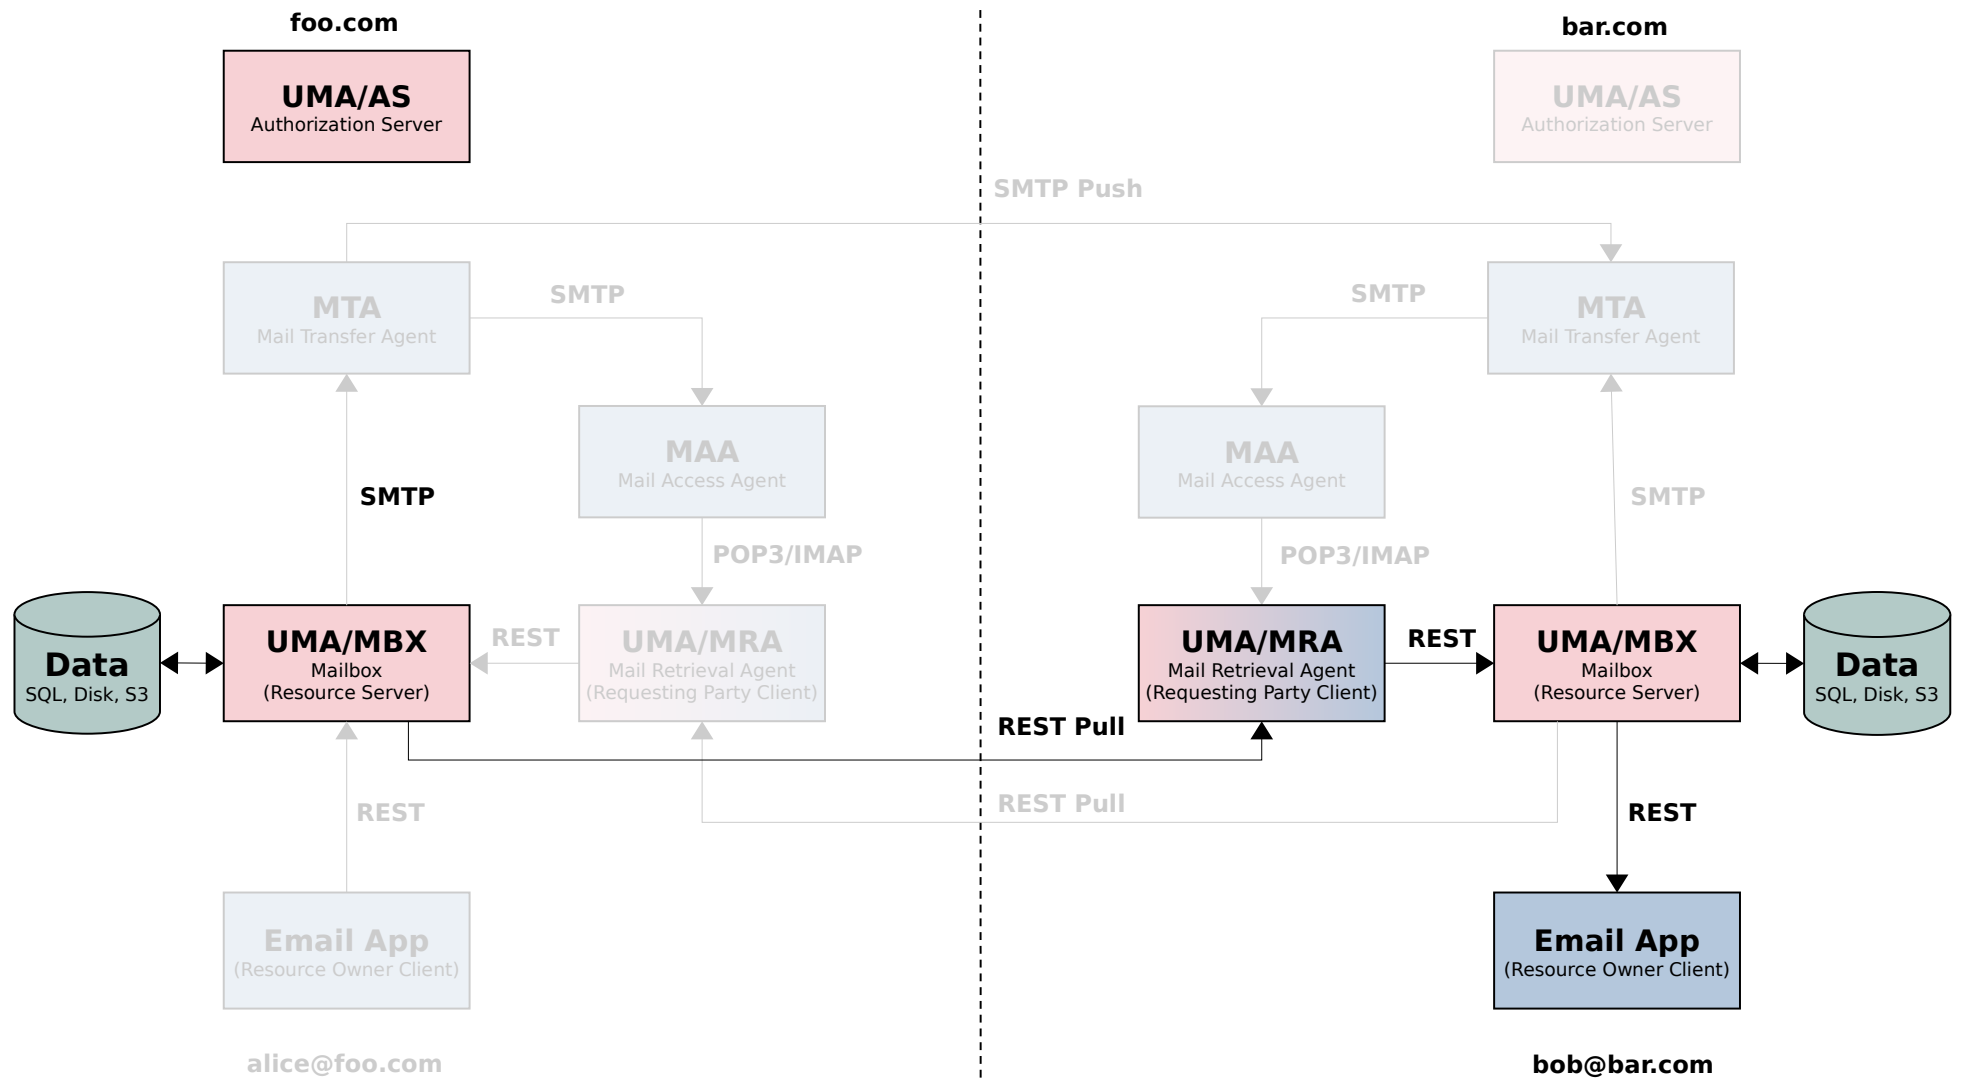 foo.com
bar.com
UMA/AS
Authorization Server
UMA/AS
Authorization Server
SMTP Push
MTA
Mail Transfer Agent
SMTP
SMTP
MTA
Mail Transfer Agent
MAA
Mail Access Agent
MAA
Mail Access Agent
SMTP
SMTP
POP3/IMAP
POP3/IMAP
Data
SQL, Disk, S3
UMA/MBX
Mailbox
(Resource Server)
REST
UMA/MRA
Mail Retrieval Agent
(Requesting Party Client)
UMA/MRA
Mail Retrieval Agent
(Requesting Party Client)
REST
UMA/MBX
Mailbox
(Resource Server)
Data
SQL, Disk, S3
REST Pull
REST Pull
REST
REST
Email App
(Resource Owner Client)
Email App
(Resource Owner Client)
alice@foo.com
bob@bar.com